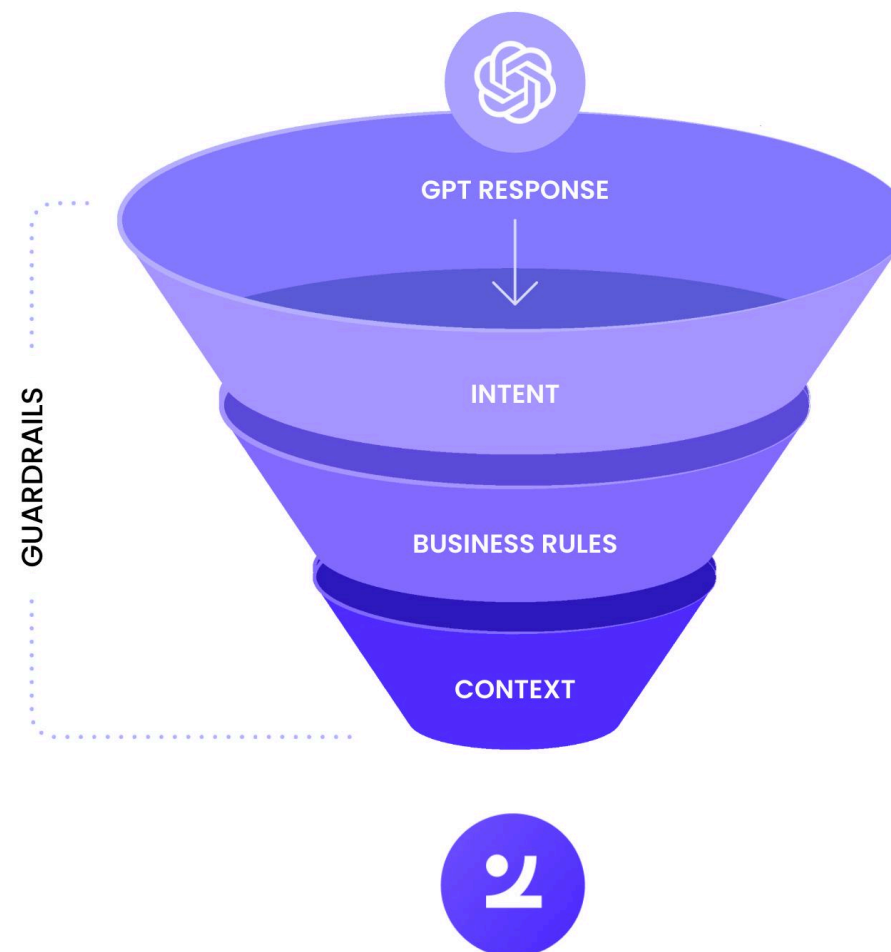 GPT RESPONSE
INTENT
BUSINESS RULES
CONTEXT
GUARDRAILS